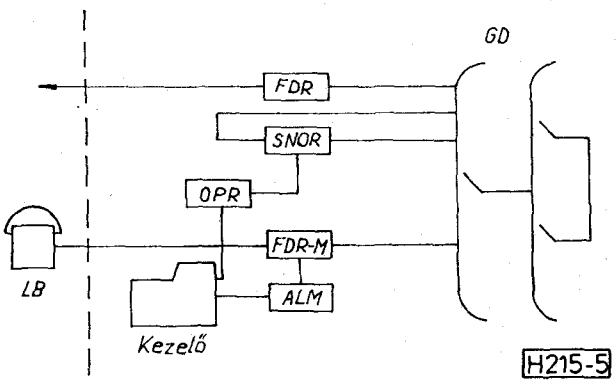 GD
FDR
SNOR
OPR
FDR-M
LB
ALM
Kezelő
H215-5